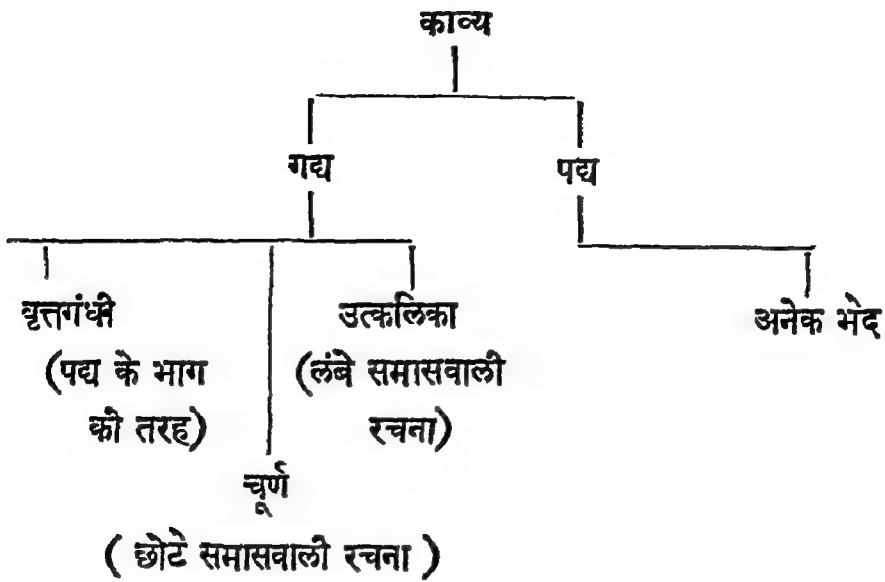 काव्य
गद्य पद्य
वृत्तगंधी उत्कलिका अनेक भेद
(पद्य के भाग (लंबे समासवाली
की तरह) रचना)
चूर्ण
( छोटे समासवाली रचना )